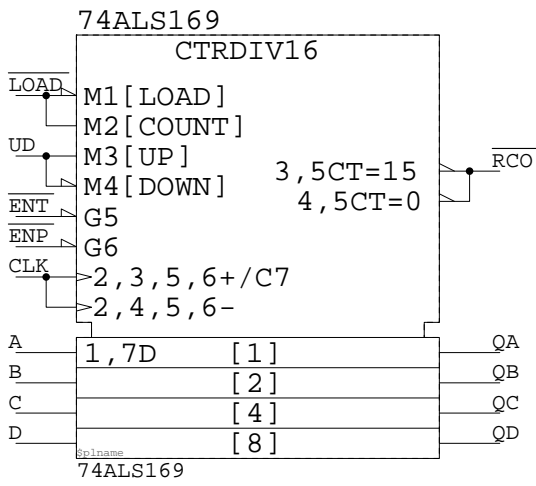 74ALS169
CTRDIV16
LOAD
M1[LOAD]
M2[COUNT]
UD
M3[UP]
3,5CT=15
RCO
M4[DOWN]
4,5CT=0
ENT
G5
ENP
G6
CLK
2,3,5,6+/C7
2,4,5,6-
A
1,7D
[1]
QA
B
[2]
QB
C
[4]
QC
D
[8]
QD
$plname
74ALS169